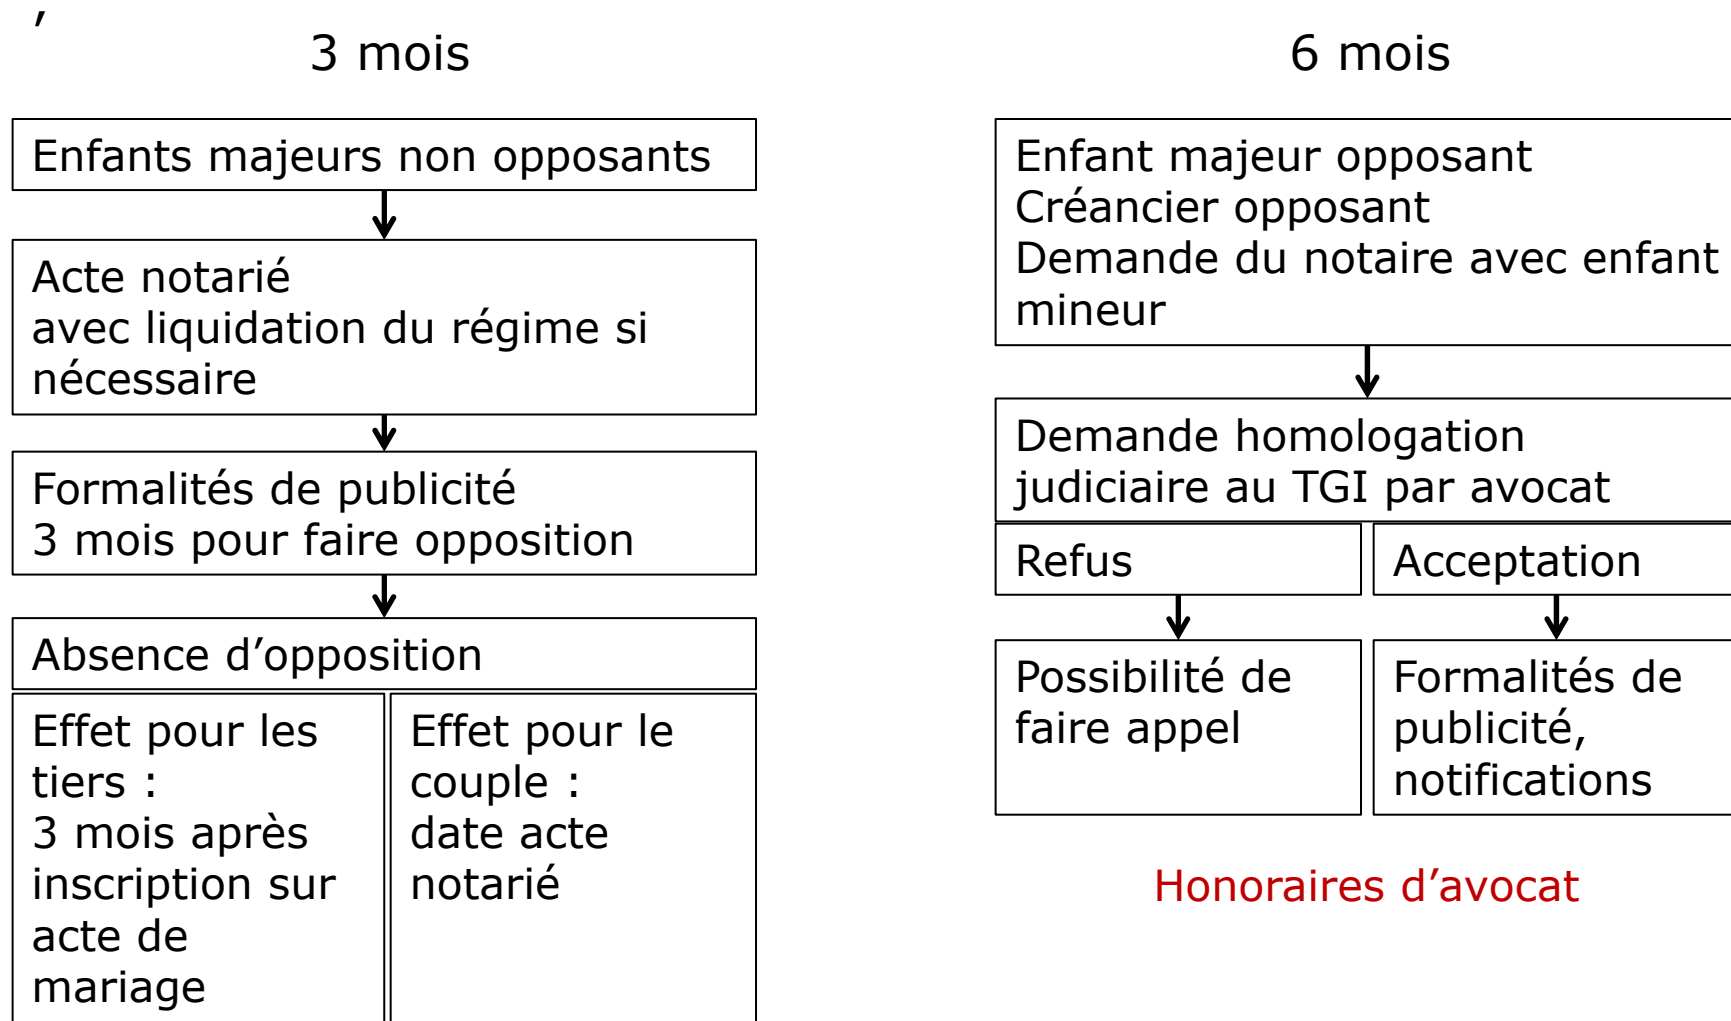 ,
3 mois
Enfants majeurs non opposants
Acte notarié
avec liquidation du régime si
nécessaire
Formalités de publicité
3 mois pour faire opposition
Absence d’opposition
Effet pour les
tiers :
3 mois après
inscription sur
acte de
mariage
Effet pour le
couple :
date acte
notarié
6 mois
Enfant majeur opposant
Créancier opposant
Demande du notaire avec enfant
mineur
Demande homologation
judiciaire au TGI par avocat
Refus
Possibilité de
faire appel
Acceptation
Formalités de
publicité,
notifications
Honoraires d’avocat